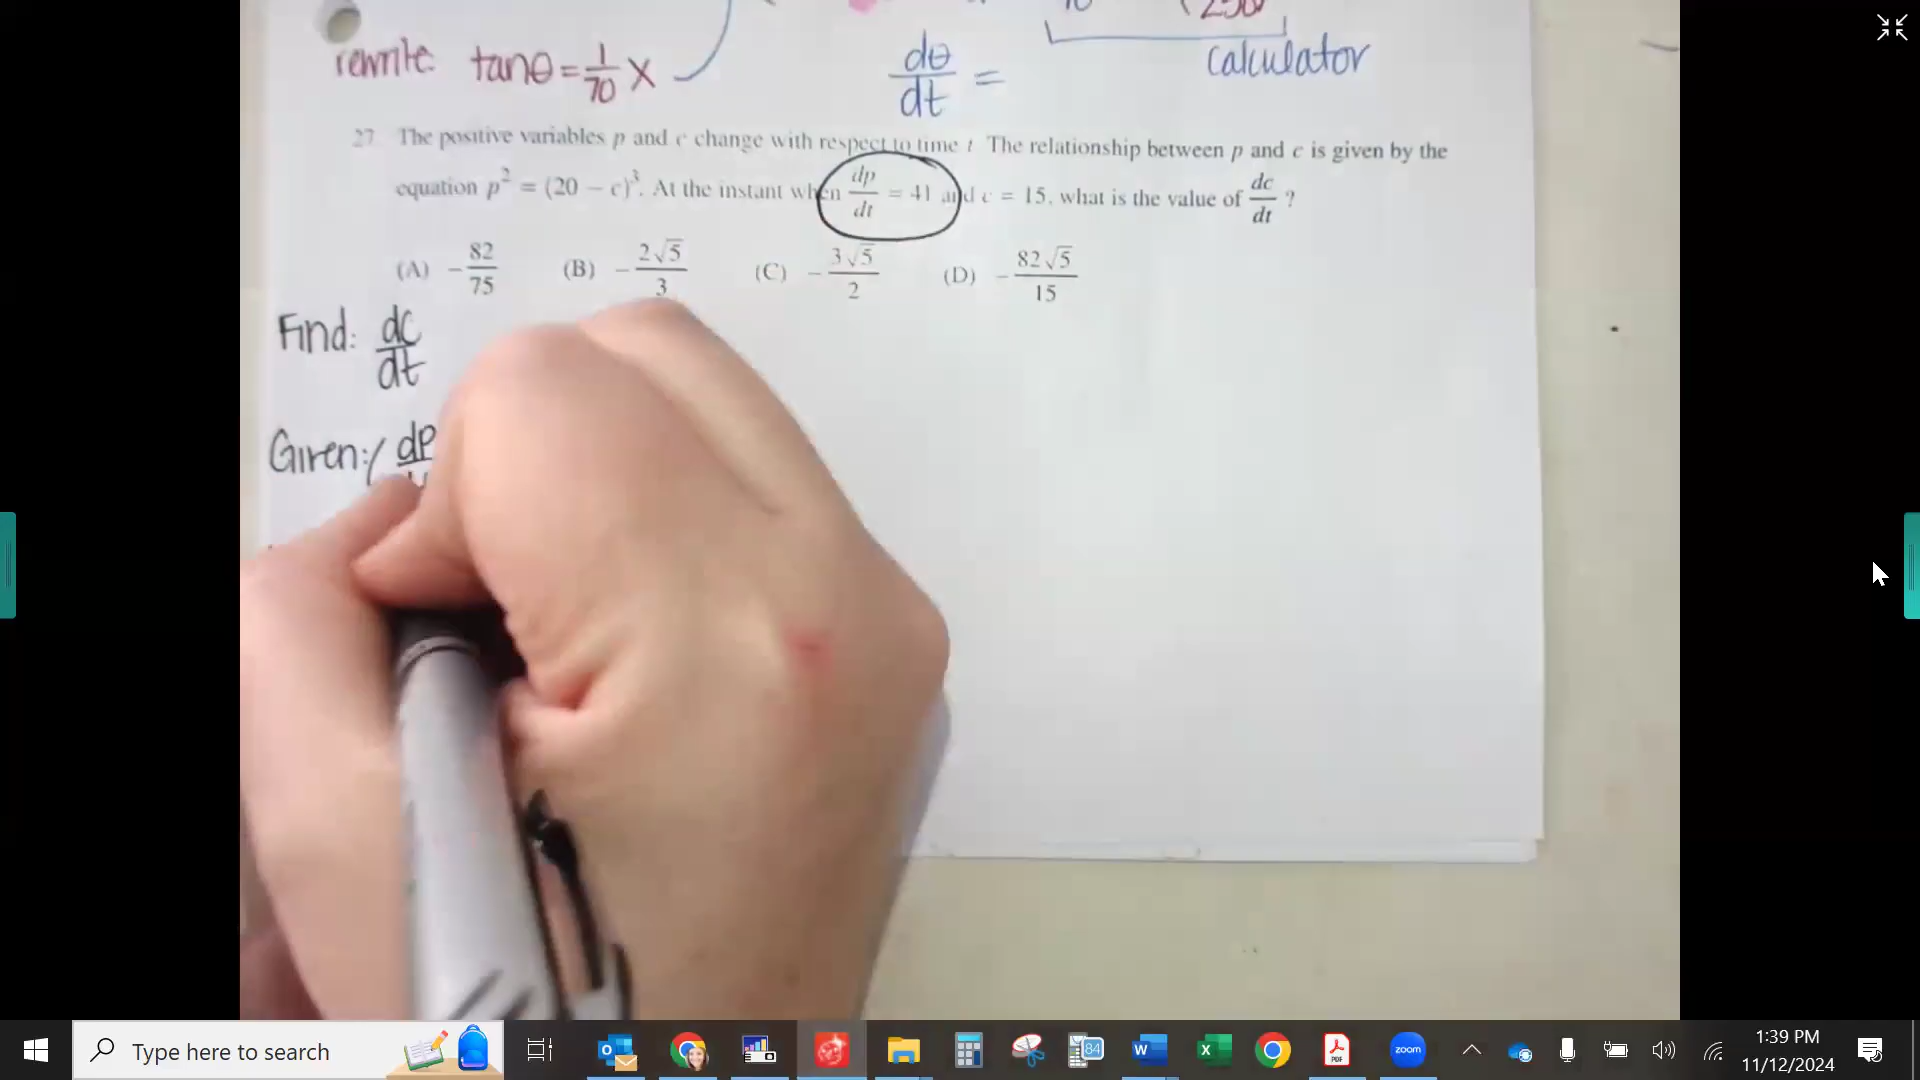 rewrite: tanθ = 1/70 x
dθ/dt =
calculator
27 The positive variables p and c change with respect to time t The relationship between p and c is given by the
equation p² = (20 − c)³. At the instant when dp/dt = 41 and c = 15, what is the value of dc/dt ?
(A) −82/75 (B) −2√5/3 (C) −3√5/2 (D) −82√5/15
Find: dc/dt
Given: dp
Type here to search
84
zoom
1:39 PM
11/12/2024